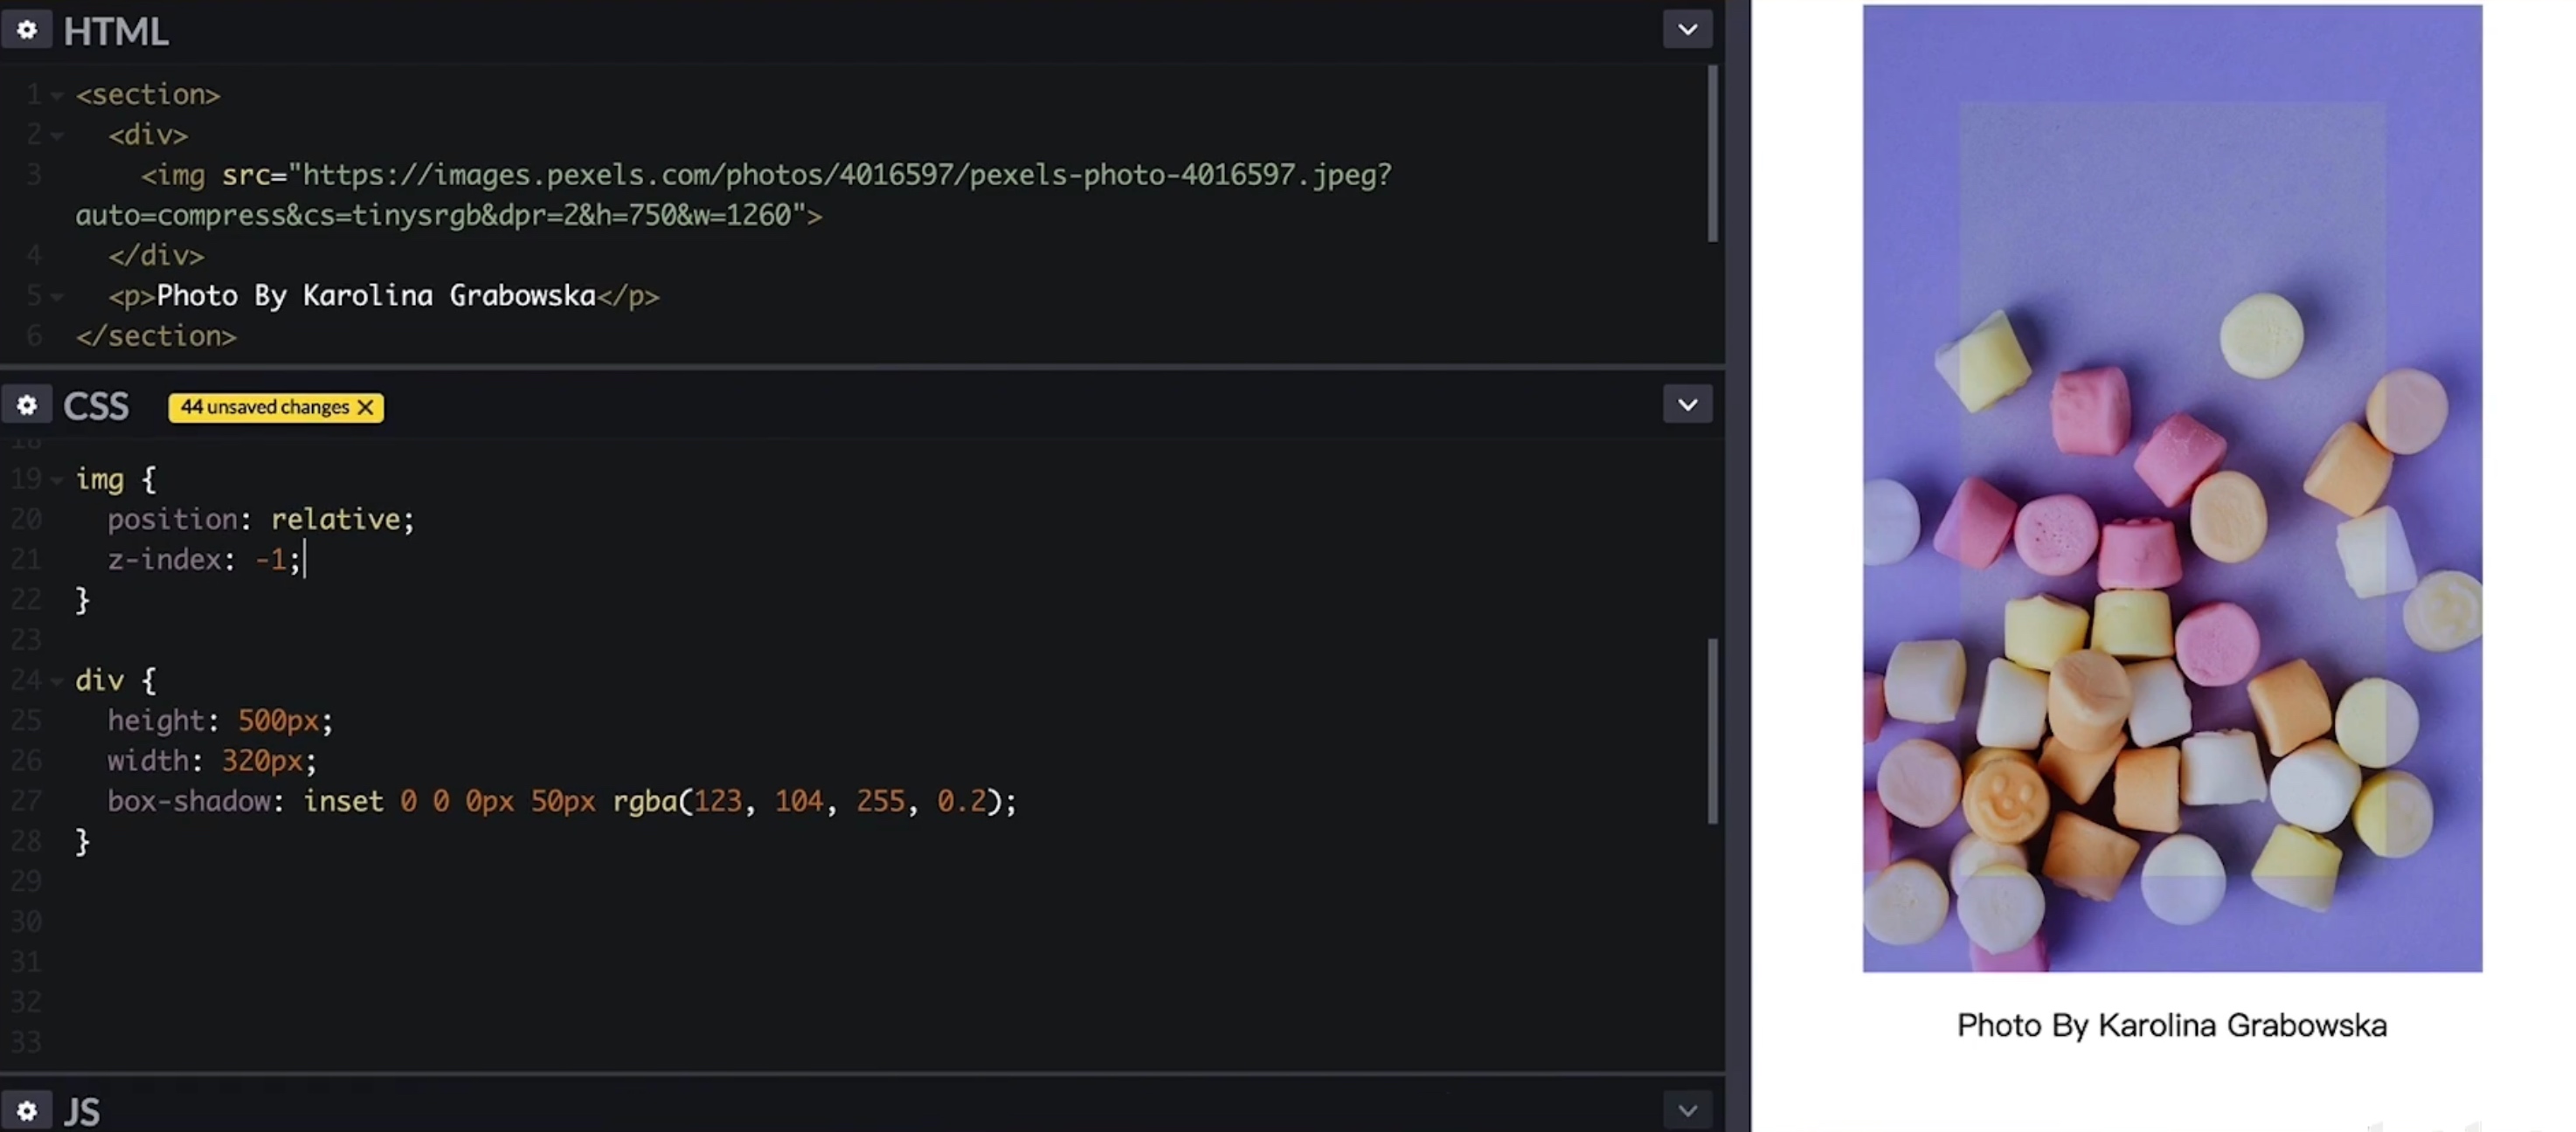 HTML
1 <section>
2 <div>
3 <img src="https://images.pexels.com/photos/4016597/pexels-photo-4016597.jpeg?
auto=compress&cs=tinysrgb&dpr=2&h=750&w=1260">
4 </div>
5 <p>Photo By Karolina Grabowska</p>
6 </section>
CSS 44 unsaved changes X
18
19 img {
20 position: relative;
21 z-index: -1;
22 }
23
24 div {
25 height: 500px;
26 width: 320px;
27 box-shadow: inset 0 0 0px 50px rgba(123, 104, 255, 0.2);
28 }
29
30
31
32
33
JS
Photo By Karolina Grabowska